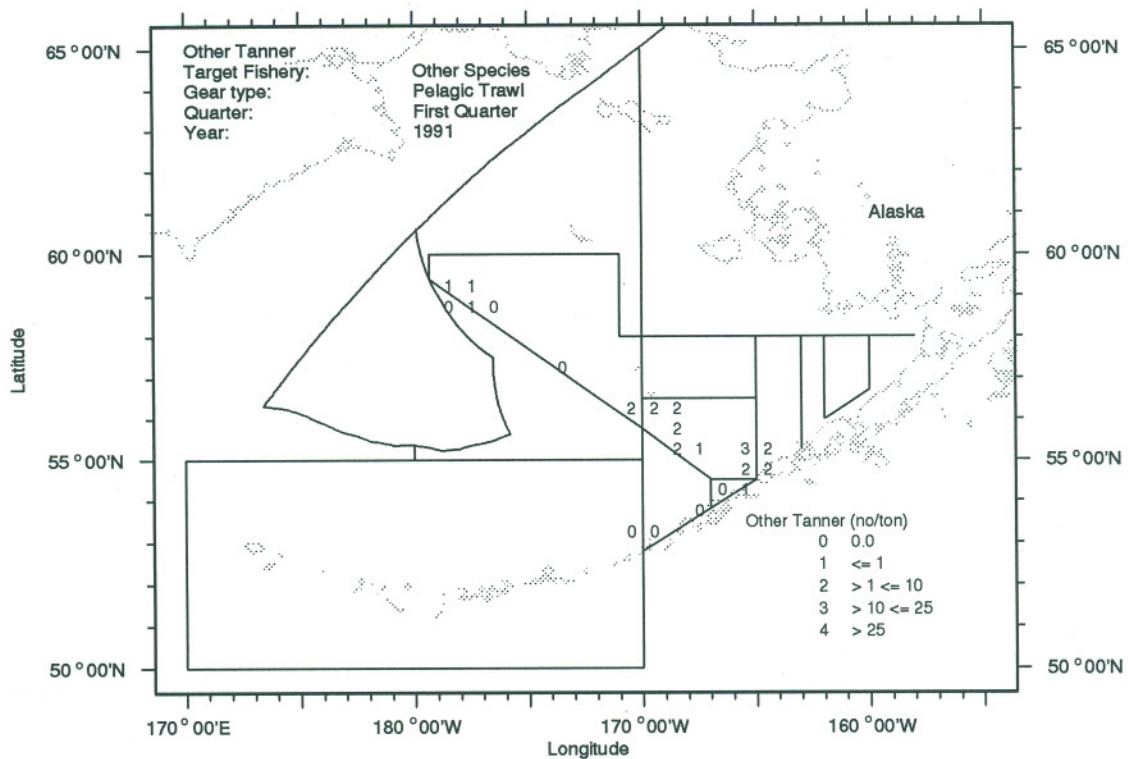 65°00'N
65°00'N
Other Tanner
Target Fishery: Other Species
Gear type: Pelagic Trawl
Quarter: First Quarter
Year: 1991
Alaska
60°00'N
60°00'N
1 1
0 1 0
Latitude
0
2 2 2
2
2 1 3 2
55°00'N
55°00'N
2 2
0 1
0
0 0
Other Tanner (no/ton)
0 0.0
1 <= 1
2 > 1 <= 10
3 > 10 <= 25
4 > 25
50°00'N
50°00'N
170°00'E 180°00'W 170°00'W 160°00'W
Longitude